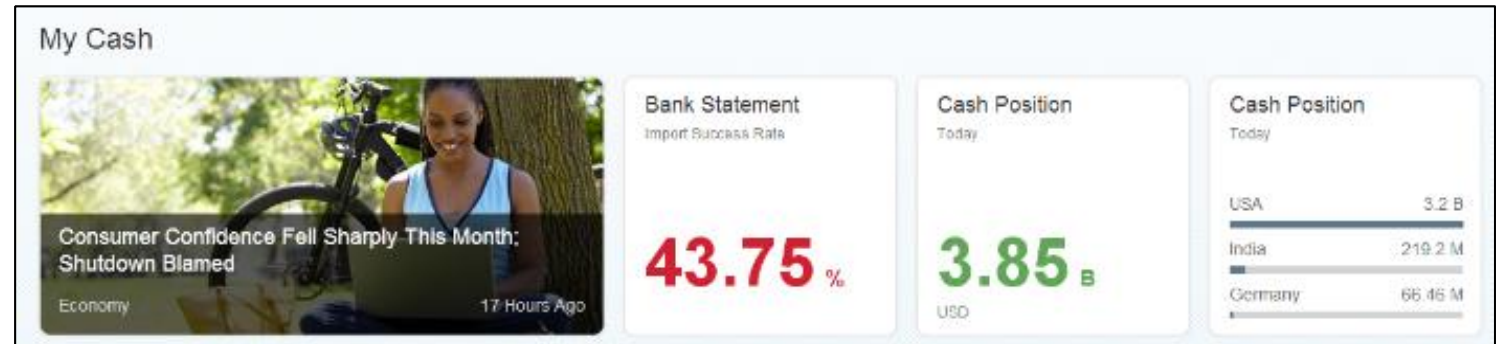 My Cash
Consumer Confidence Fell Sharply This Month;
Shutdown Blamed
Economy 17 Hours Ago
Bank Statement
Import Success Rate
43.75 %
Cash Position
Today
3.85 B
USD
Cash Position
Today
USA 3.2 B
India 219.2 M
Germany 66.46 M